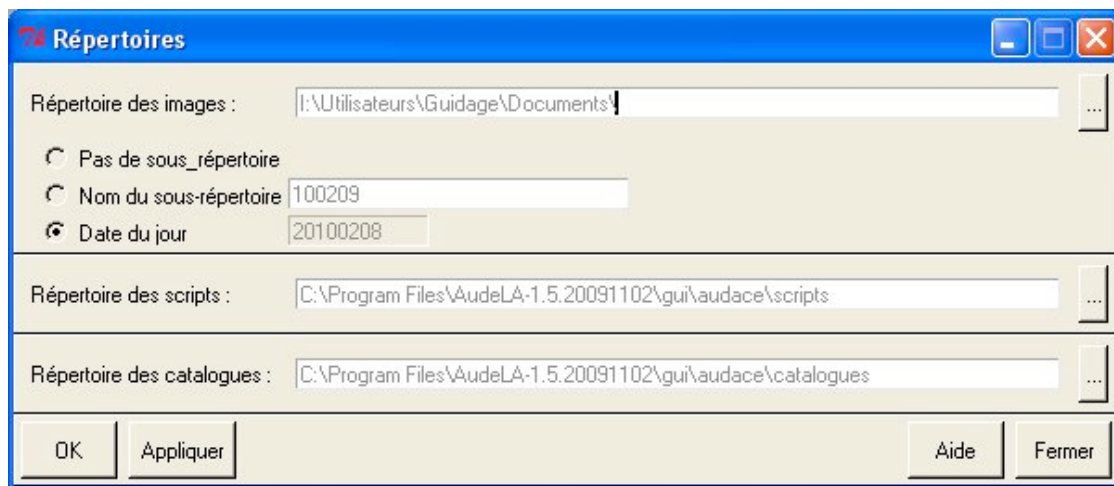 Répertoires
Répertoire des images : I:\Utilisateurs\Guidage\Documents\
...
Pas de sous_répertoire
Nom du sous-répertoire 100209
Date du jour 20100208
Répertoire des scripts : C:\Program Files\AudeLA-1.5.20091102\gui\audace\scripts
...
Répertoire des catalogues : C:\Program Files\AudeLA-1.5.20091102\gui\audace\catalogues
...
OK Appliquer Aide Fermer